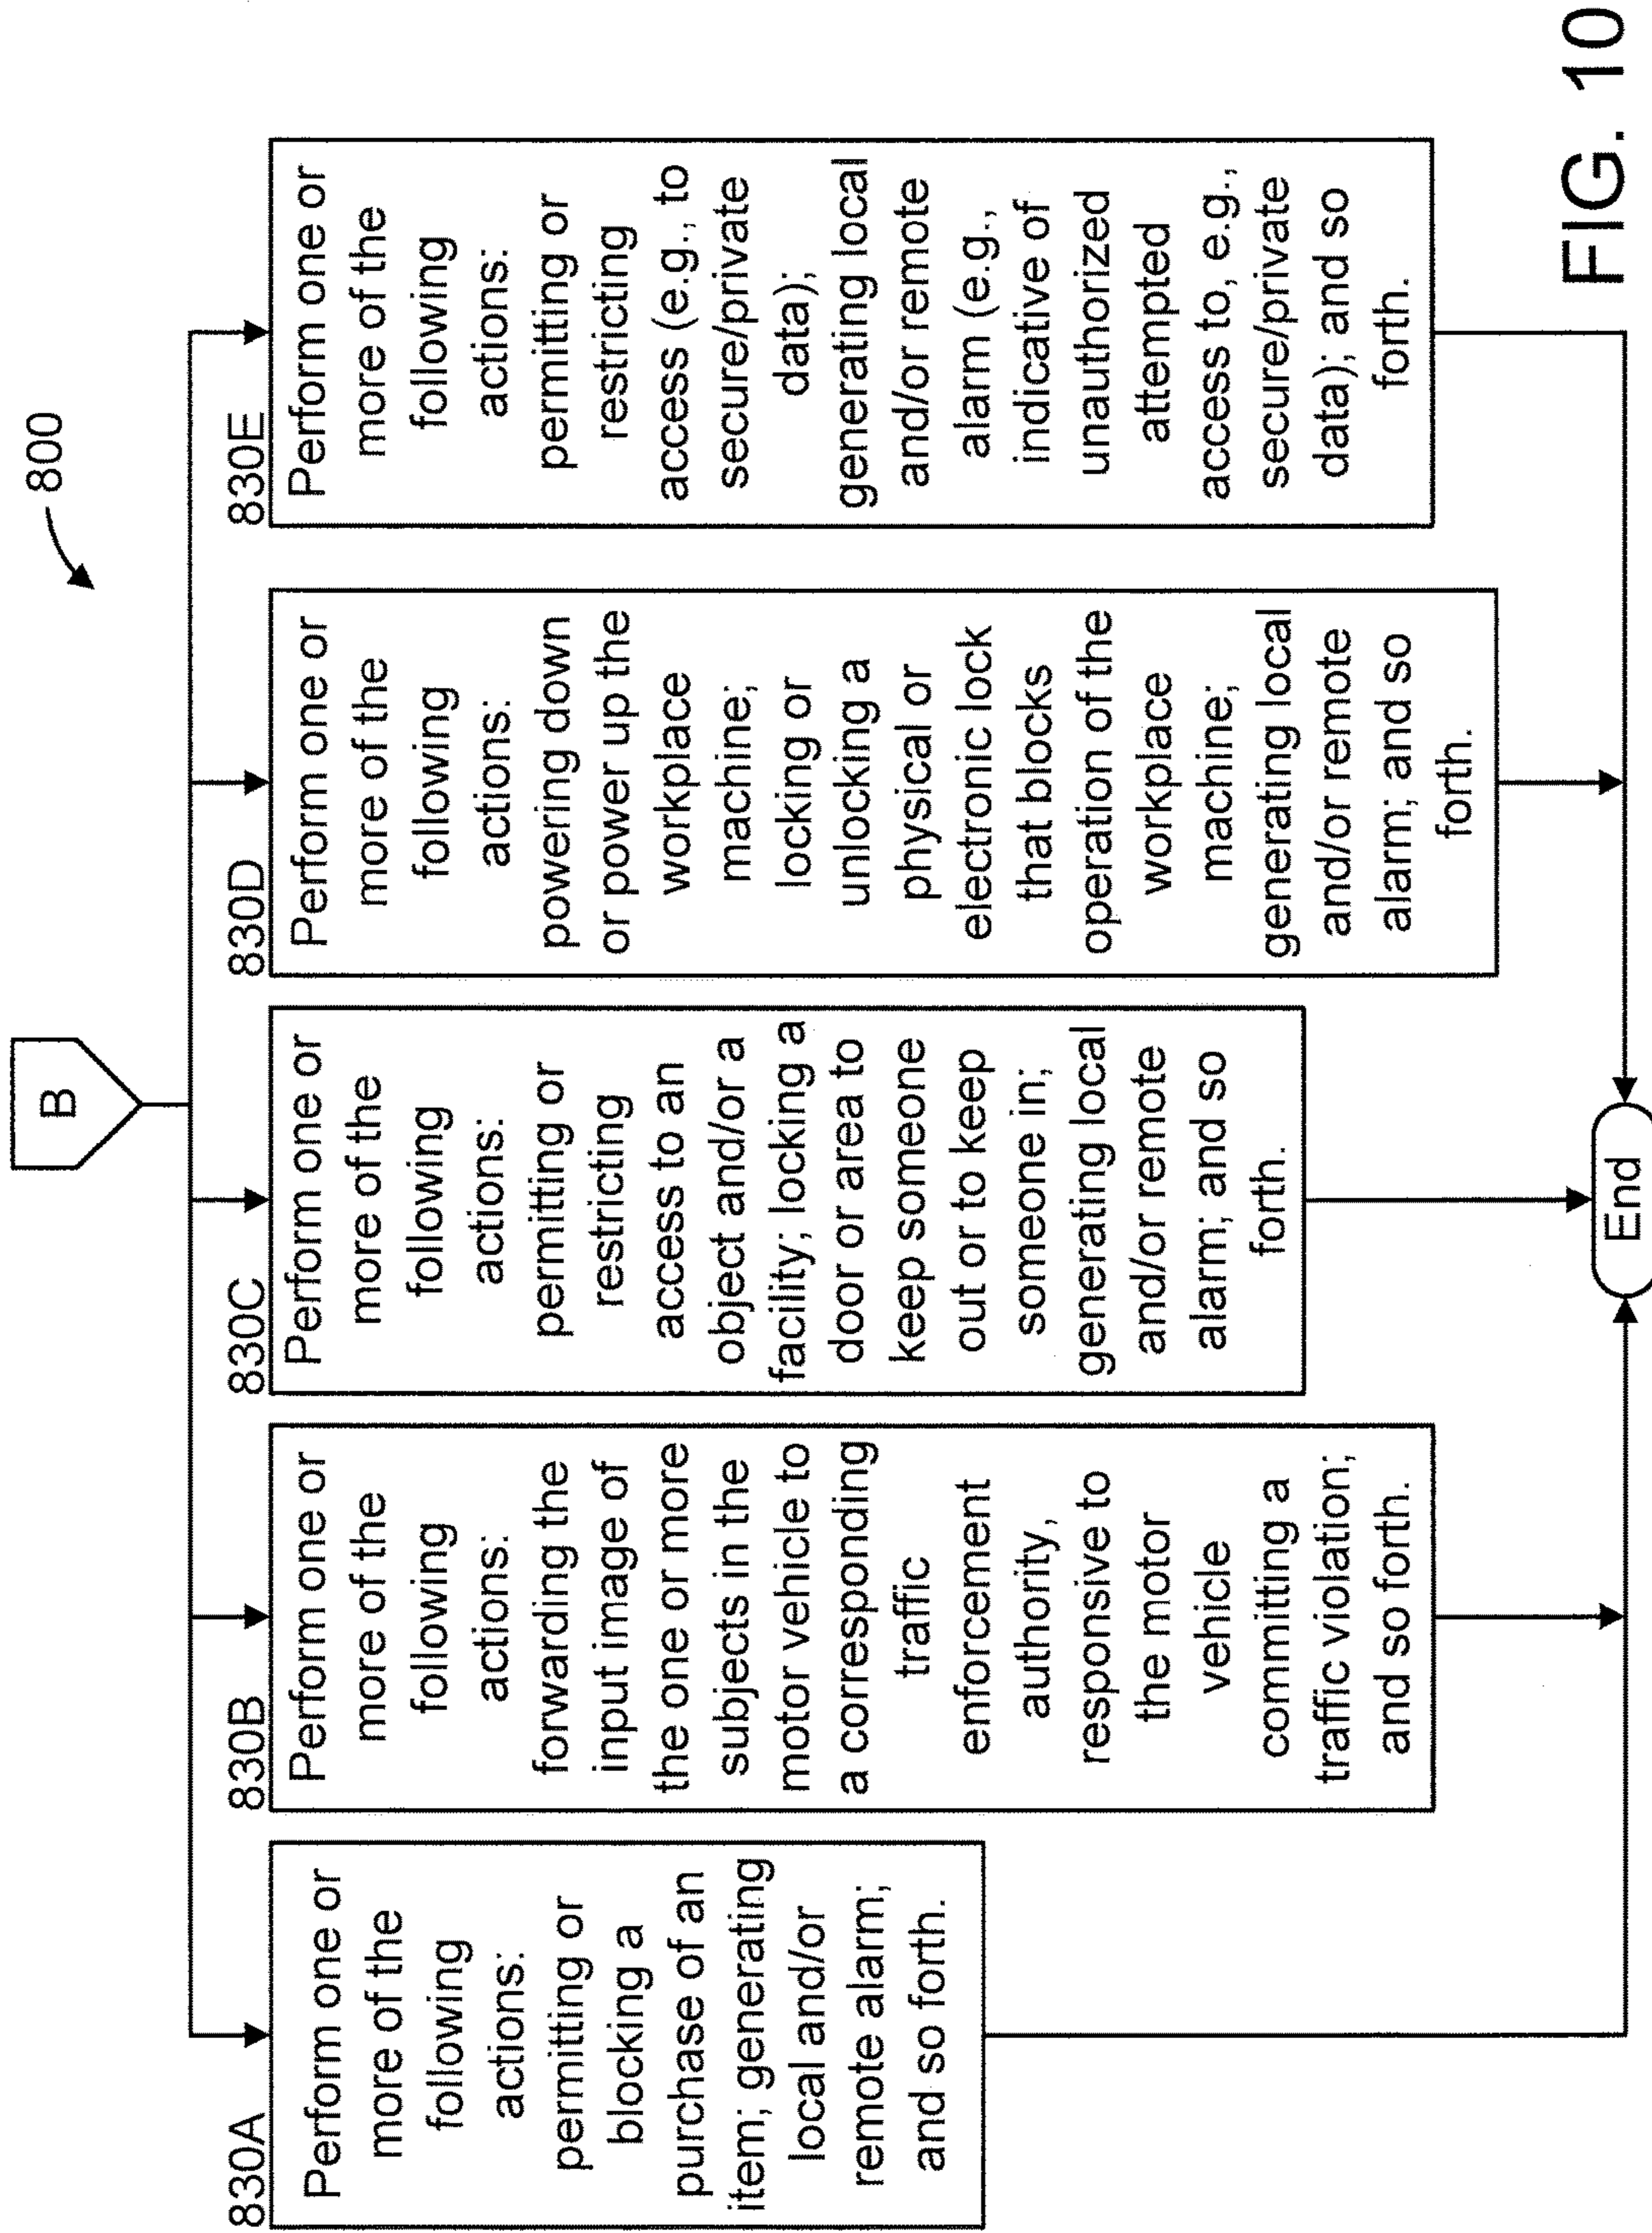 800
B
830A
Perform one or
more of the
following
actions:
permitting or
blocking a
purchase of an
item; generating
local and/or
remote alarm;
and so forth.
830B
Perform one or
more of the
following
actions:
forwarding the
input image of
the one or more
subjects in the
motor vehicle to
a corresponding
traffic
enforcement
authority,
responsive to
the motor
vehicle
committing a
traffic violation;
and so forth.
830C
Perform one or
more of the
following
actions:
permitting or
restricting
access to an
object and/or a
facility; locking a
door or area to
keep someone
out or to keep
someone in;
generating local
and/or remote
alarm; and so
forth.
830D
Perform one or
more of the
following
actions:
powering down
or power up the
workplace
machine;
locking or
unlocking a
physical or
electronic lock
that blocks
operation of the
workplace
machine;
generating local
and/or remote
alarm; and so
forth.
830E
Perform one or
more of the
following
actions:
permitting or
restricting
access (e.g., to
secure/private
data);
generating local
and/or remote
alarm (e.g.,
indicative of
unauthorized
attempted
access to, e.g.,
secure/private
data); and so
forth.
End
FIG. 10